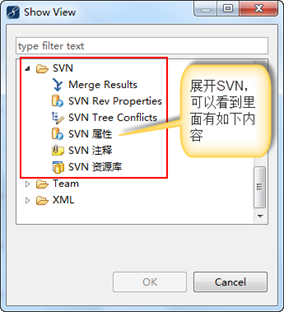 Show View
type filter text
SVN
Merge Results
SVN Rev Properties
SVN Tree Conflicts
SVN 属性
SVN 注释
SVN 资源库
Team
XML
展开SVN,
可以看到里
面有如下内
容
OK
Cancel